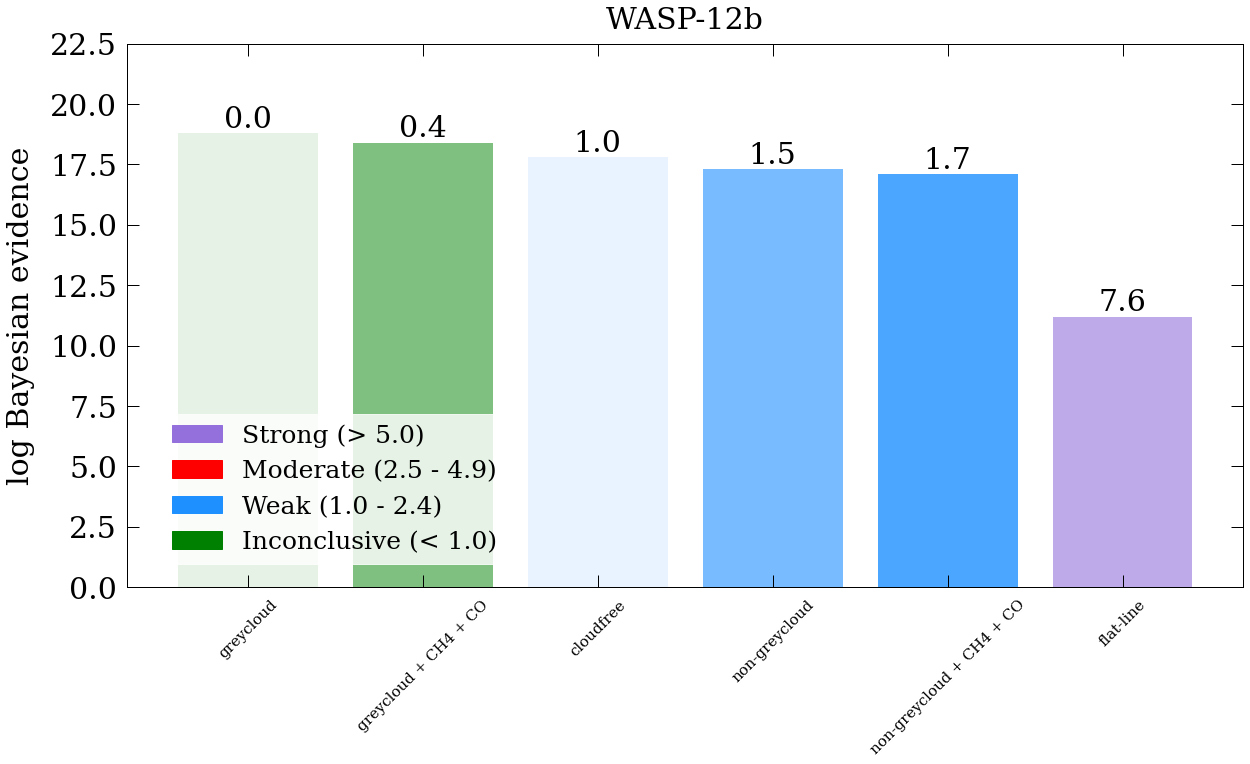 WASP-12b
log Bayesian evidence
22.5
20.0
17.5
15.0
12.5
10.0
7.5
5.0
2.5
0.0
0.0
0.4
1.0
1.5
1.7
7.6
Strong (> 5.0)
Moderate (2.5 - 4.9)
Weak (1.0 - 2.4)
Inconclusive (< 1.0)
greycloud
greycloud + CH4 + CO
cloudfree
non-greycloud
non-greycloud + CH4 + CO
flat-line